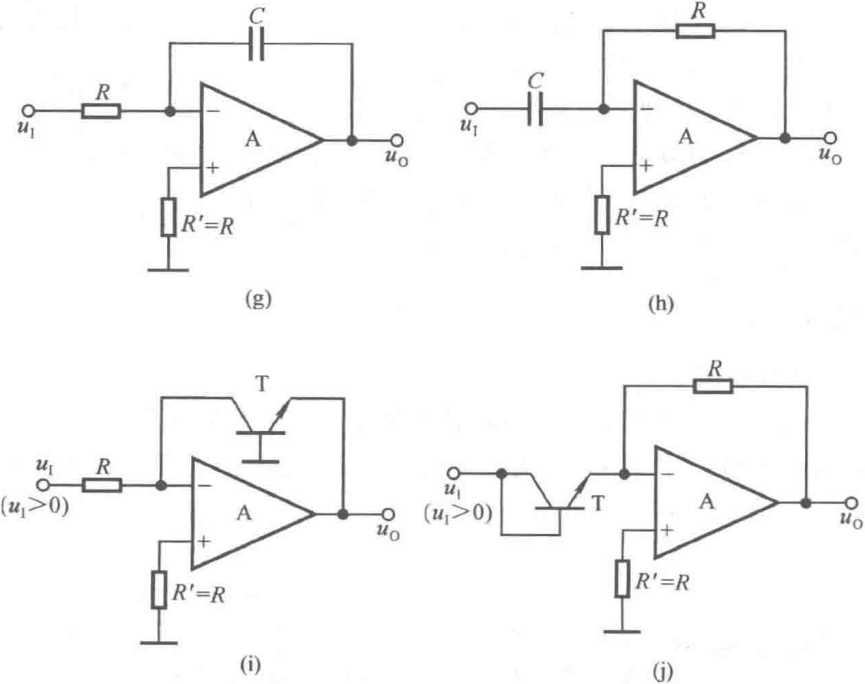 C
R
u_I
−
A
+
u_O
R'=R
(g)
R
C
u_I
−
A
+
u_O
R'=R
(h)
T
u_I
R
(u_I>0)
−
A
+
u_O
R'=R
(i)
R
u_I
(u_I>0)
T
−
A
+
u_O
R'=R
(j)